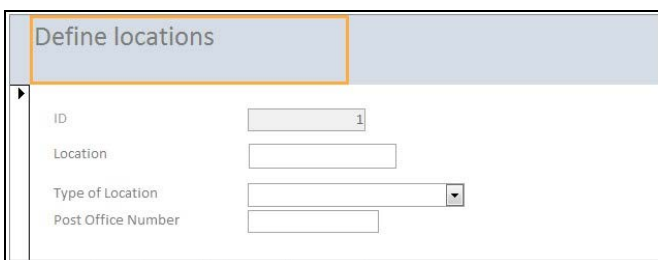 Define locations
ID 1
Location
Type of Location
Post Office Number